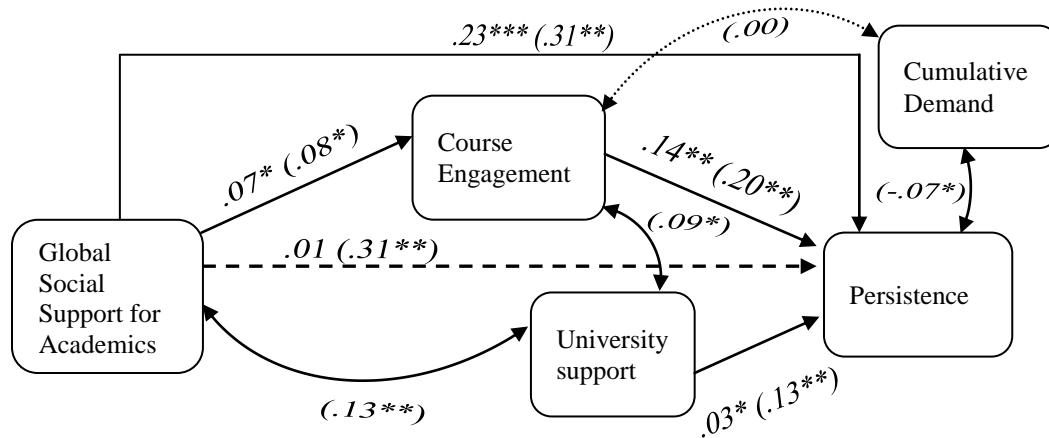 .23*** (.31**)
(.00)
Cumulative
Demand
Course
Engagement
.07* (.08*)
.14** (.20**)
(-.07*)
(.09*)
Global
Social
Support for
Academics
.01 (.31**)
Persistence
University
support
(.13**)
.03* (.13**)